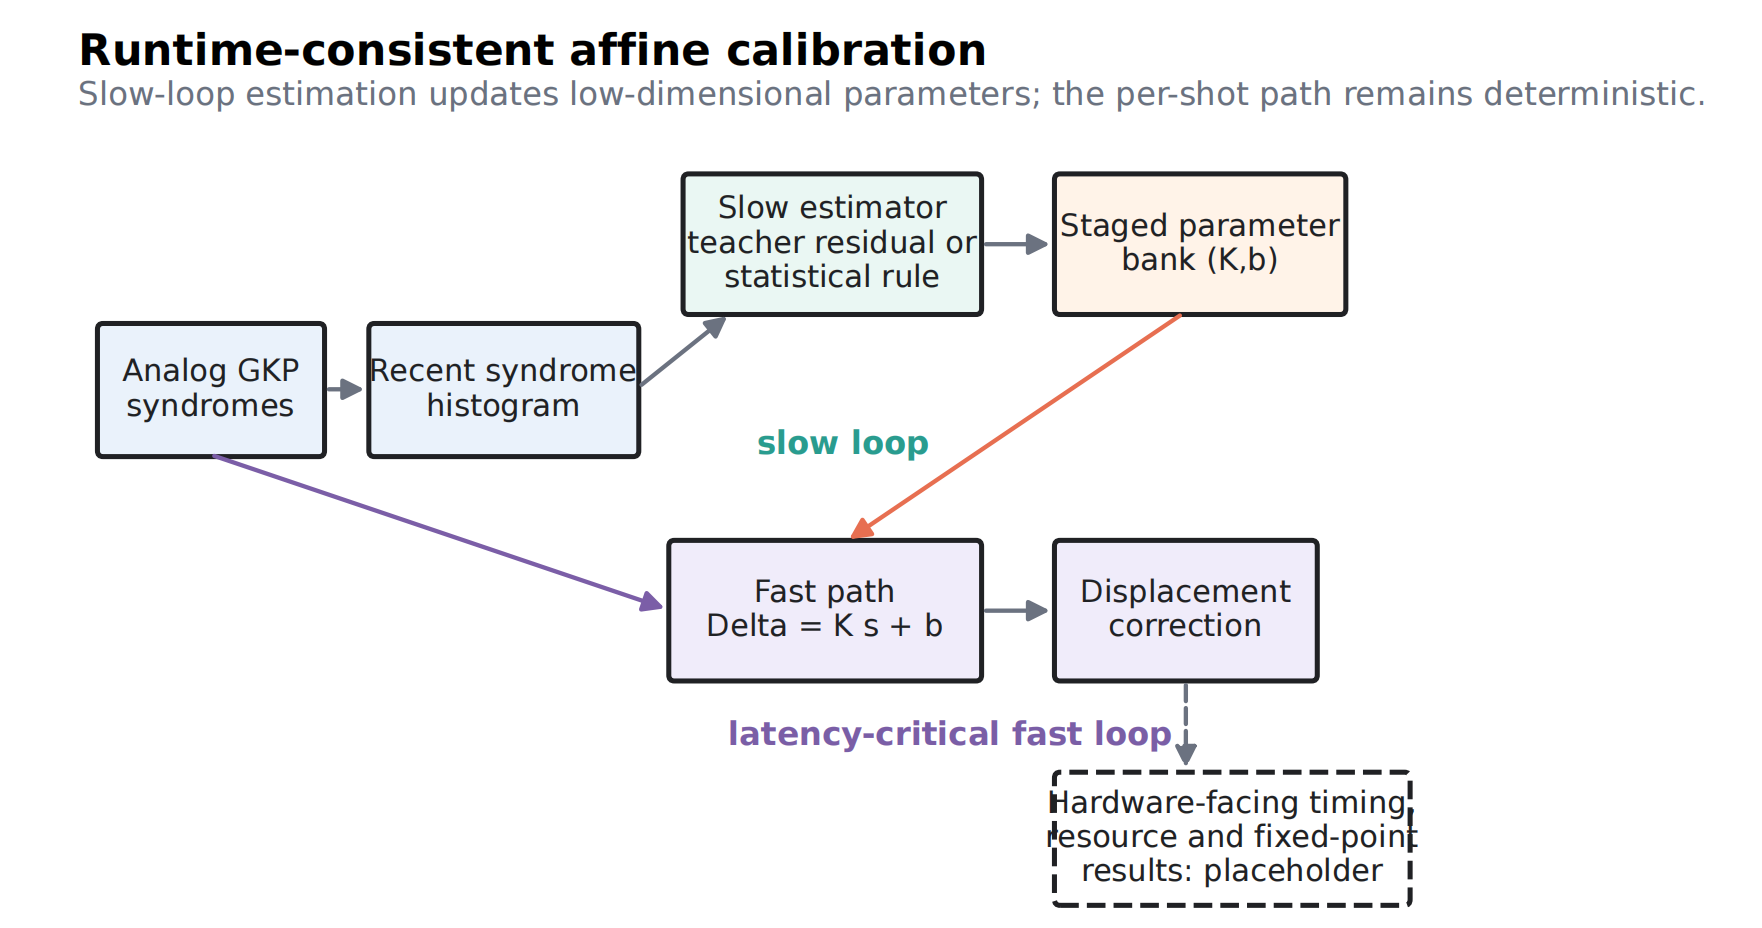 Runtime-consistent affine calibration
Slow-loop estimation updates low-dimensional parameters; the per-shot path remains deterministic.
Slow estimator
teacher residual or
statistical rule
Staged parameter
bank (K,b)
Analog GKP
syndromes
Recent syndrome
histogram
slow loop
Fast path
Delta = K s + b
Displacement
correction
latency-critical fast loop
Hardware-facing timing,
resource and fixed-point
results: placeholder